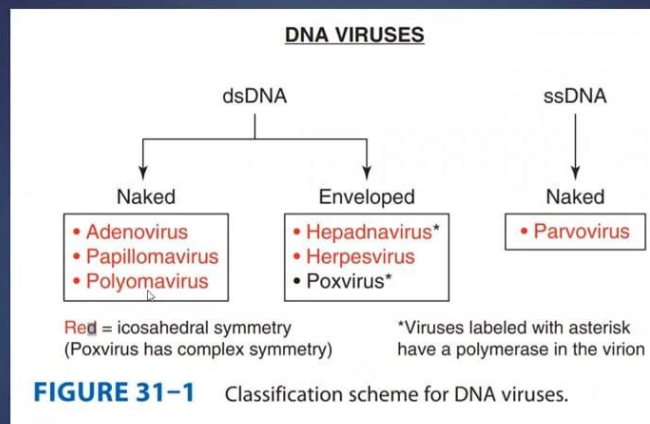 DNA VIRUSES
dsDNA
ssDNA
Naked
Enveloped
Naked
• Adenovirus
• Papillomavirus
• Polyomavirus
• Hepadnavirus*
• Herpesvirus
• Poxvirus*
• Parvovirus
Red = icosahedral symmetry
(Poxvirus has complex symmetry)
*Viruses labeled with asterisk
have a polymerase in the virion
FIGURE 31–1 Classification scheme for DNA viruses.